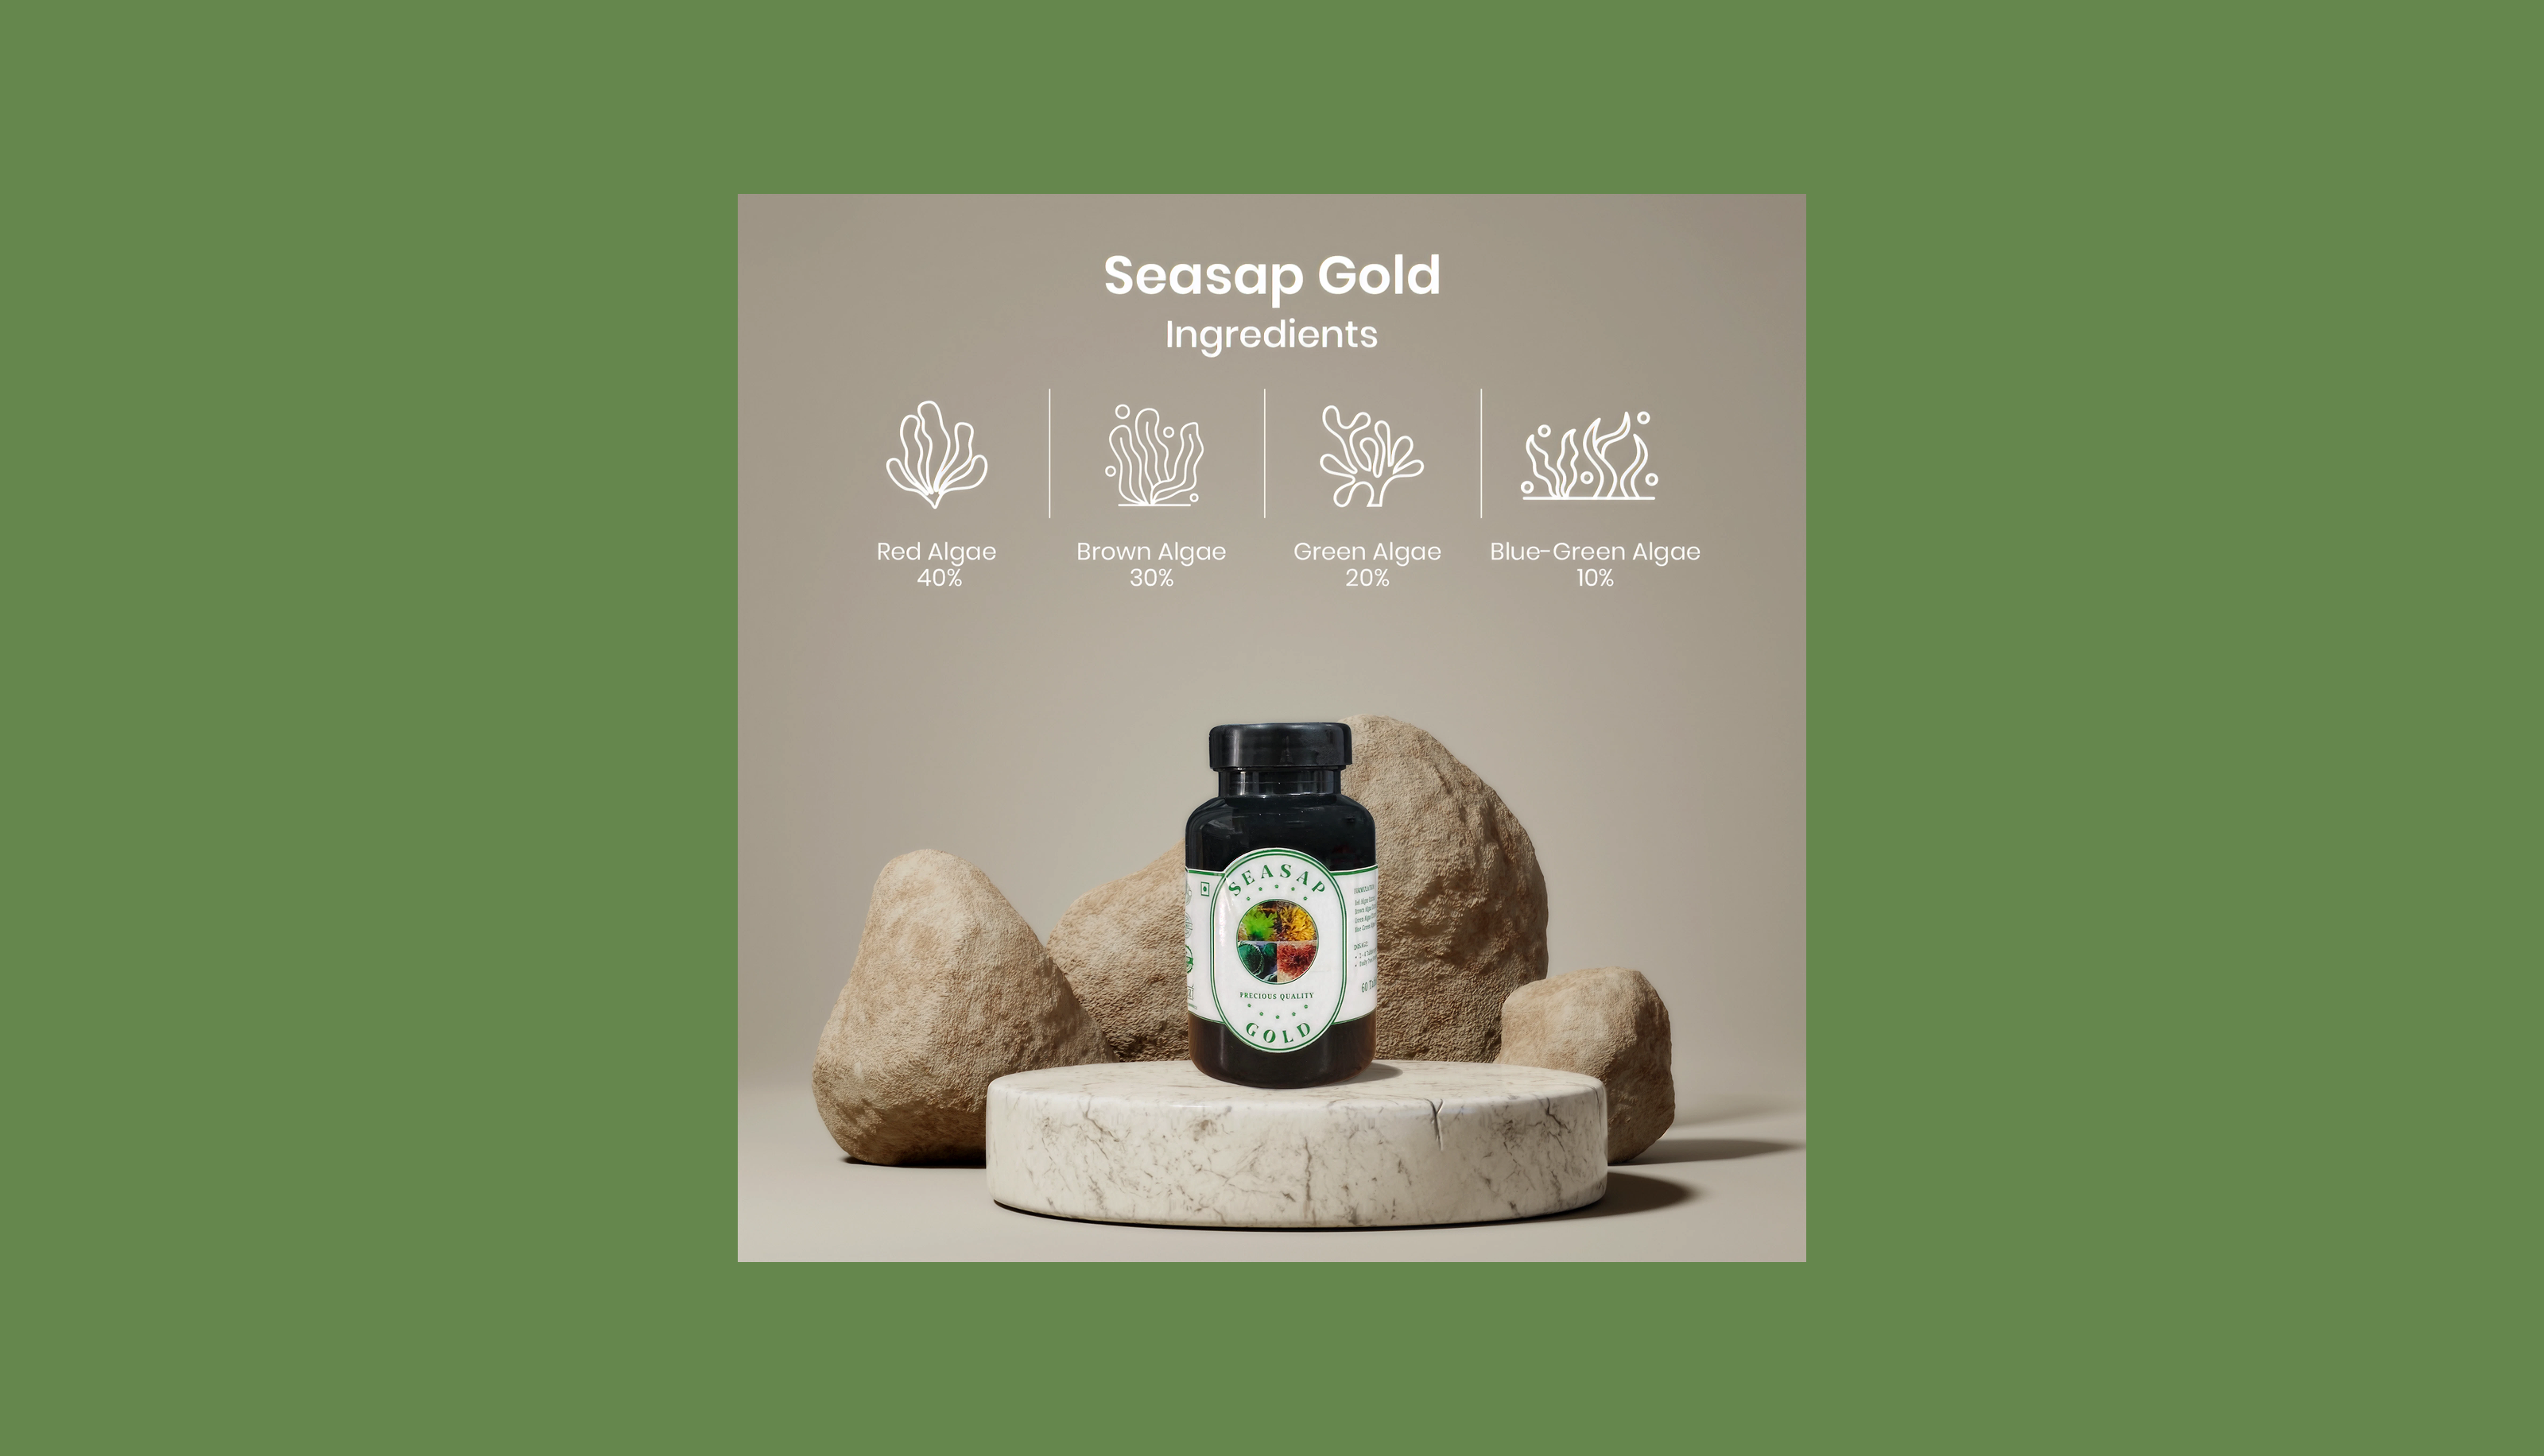 Seasap Gold
Ingredients
Red Algae
40%
Brown Algae
30%
Green Algae
20%
Blue-Green Algae
10%
SEASAP
PRECIOUS QUALITY
GOLD